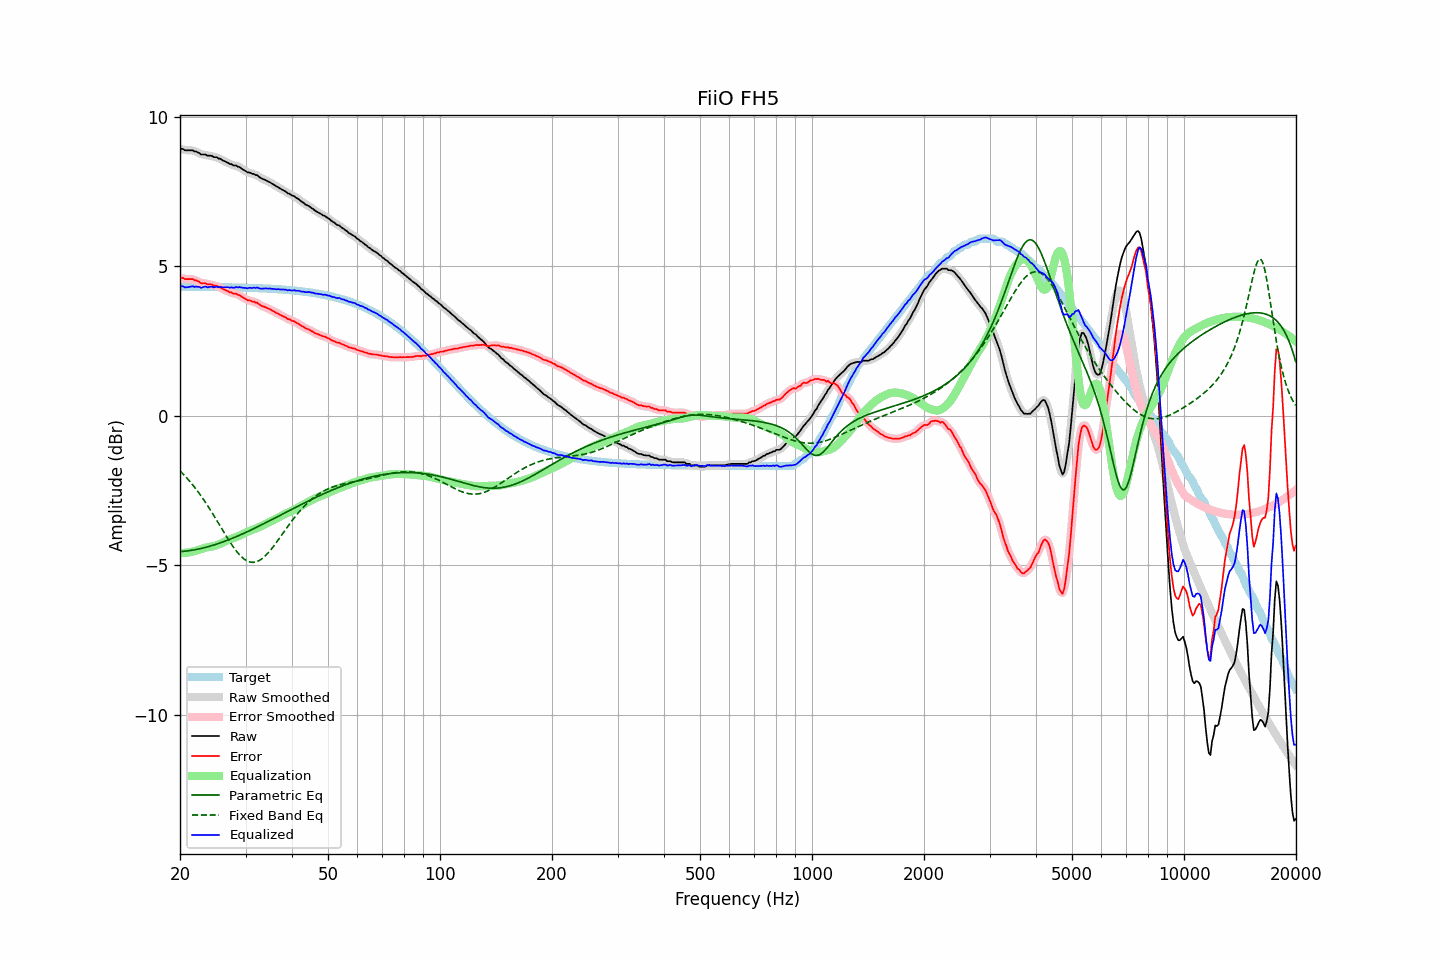 FiiO FH5
Amplitude (dBr)
10
5
0
−5
−10
Target
Raw Smoothed
Error Smoothed
Raw
Error
Equalization
Parametric Eq
Fixed Band Eq
Equalized
20 50 100 200 500 1000 2000 5000 10000 20000
Frequency (Hz)